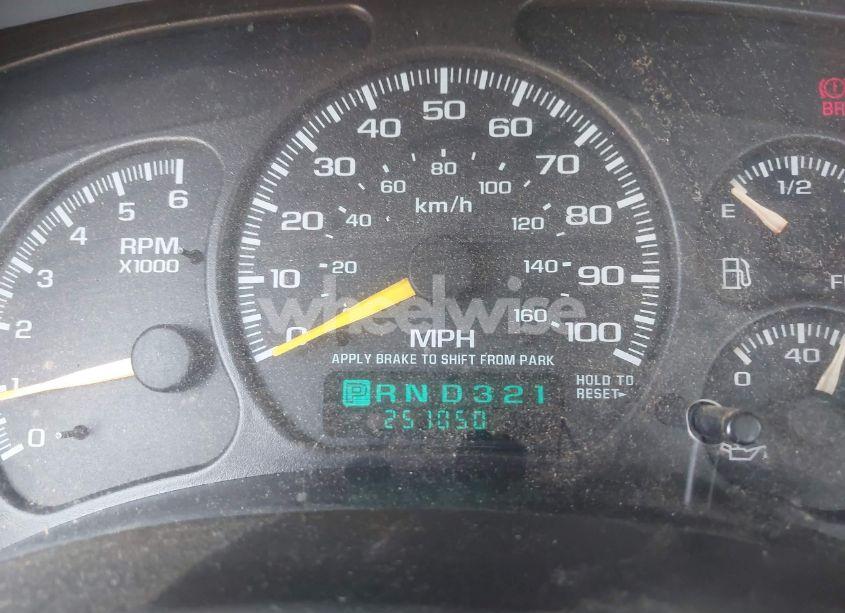 50
40 60
30 70
20 80
10 90
0 100
60 80 100
40 120
20 140
160
km/h
MPH
APPLY BRAKE TO SHIFT FROM PARK
PRND321
251050
HOLD TO
RESET
0 1 2 3 4 5 6
RPM
X1000
E 1/2
0 40
wheelwise